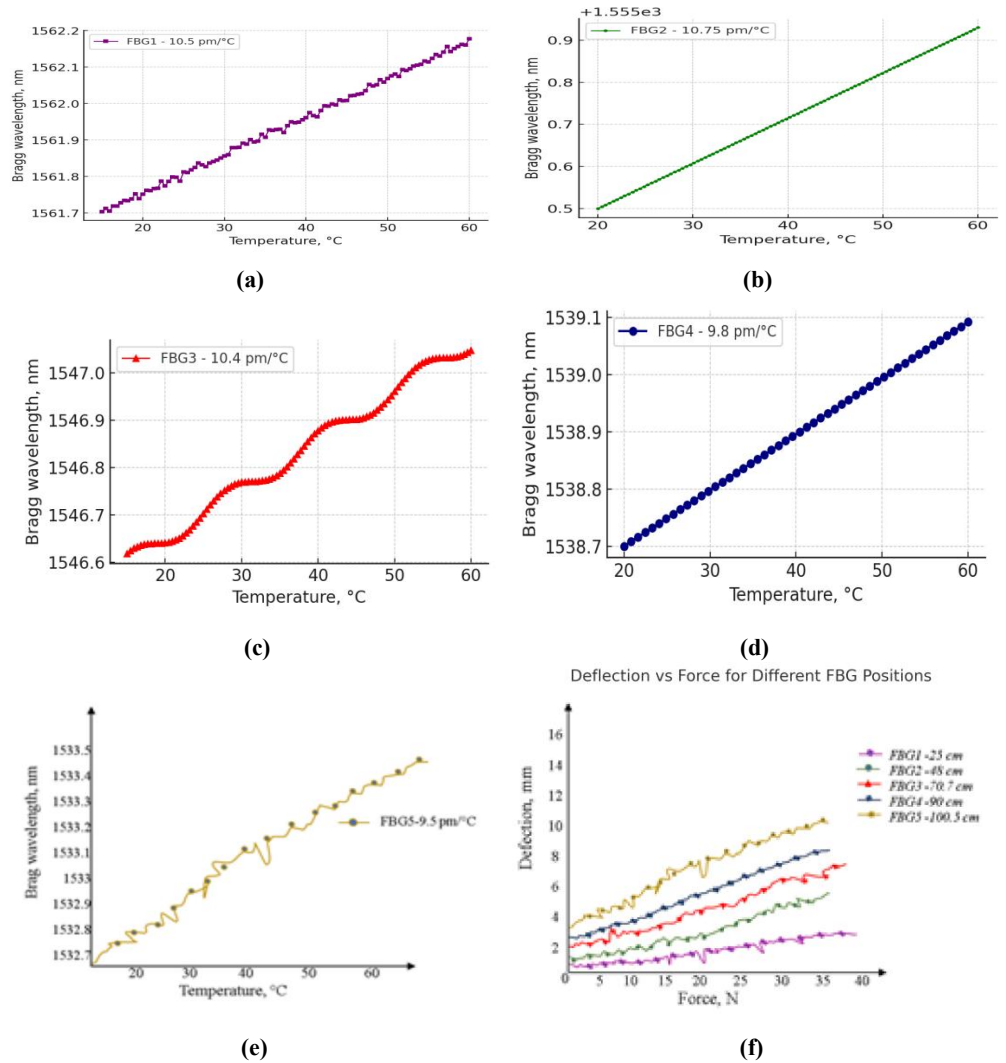 FBG1 - 10.5 pm/°C
Bragg wavelength, nm
1562.2
1562.1
1562.0
1561.9
1561.8
1561.7
20 30 40 50 60
Temperature, °C
(a)
+1.555e3
FBG2 - 10.75 pm/°C
Bragg wavelength, nm
0.9
0.8
0.7
0.6
0.5
20 30 40 50 60
Temperature, °C
(b)
FBG3 - 10.4 pm/°C
Bragg wavelength, nm
1547.0
1546.9
1546.8
1546.7
1546.6
20 30 40 50 60
Temperature, °C
(c)
FBG4 - 9.8 pm/°C
Bragg wavelength, nm
1539.1
1539.0
1538.9
1538.8
1538.7
20 30 40 50 60
Temperature, °C
(d)
Brag wavelength, nm
1533.5
1533.4
1533.2
1533.1
1533
1532.9
1532.8
1532.7
FBG5-9.5 pm/°C
20 30 40 50 60
Temperature, °C
(e)
Deflection vs Force for Different FBG Positions
Defection, mm
16
14
12
10
8
6
4
2
FBG1 =25 cm
FBG2 =48 cm
FBG3 =70.7 cm
FBG4 =90 cm
FBG5 =100.5 cm
0 5 10 15 20 25 30 35 40
Force, N
(f)